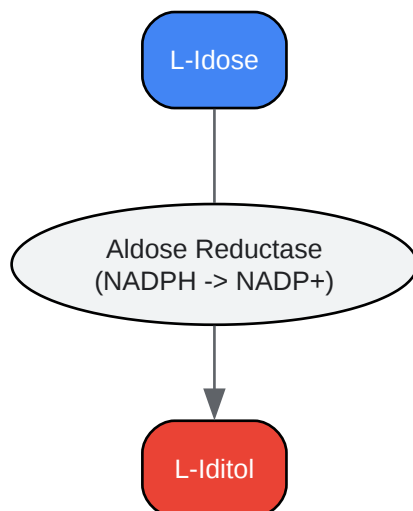 L-Idose
Aldose Reductase
(NADPH -> NADP+)
L-Iditol